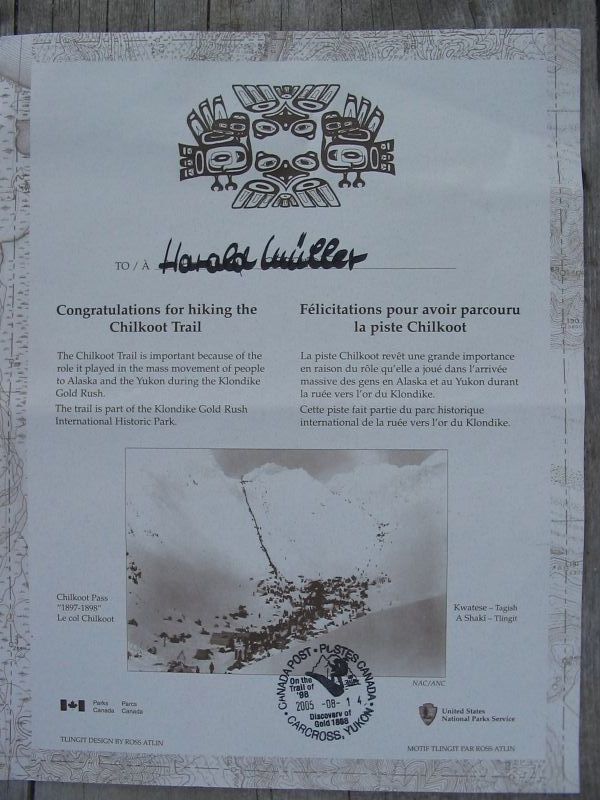 TO / À Harald Müller
Congratulations for hiking the
Chilkoot Trail
The Chilkoot Trail is important because of the
role it played in the mass movement of people
to Alaska and the Yukon during the Klondike
Gold Rush.
The trail is part of the Klondike Gold Rush
International Historic Park.
Félicitations pour avoir parcouru
la piste Chilkoot
La piste Chilkoot revêt une grande importance
en raison du rôle qu'elle a joué dans l'arrivée
massive des gens en Alaska et au Yukon durant
la ruée vers l'or du Klondike.
Cette piste fait partie du parc historique
international de la ruée vers l'or du Klondike.
Chilkoot Pass
"1897-1898"
Le col Chilkoot
Kwatese – Tagish
A Shakî – Tlingit
NAC/ANC
CANADA POST • POSTES CANADA
On the
Trail of
'98
2005 -08- 14
Discovery of
Gold 1898
CARCROSS, YUKON
Parks Canada
Parcs Canada
United States
National Parks Service
TLINGIT DESIGN BY ROSS ATLIN
MOTIF TLINGIT PAR ROSS ATLIN